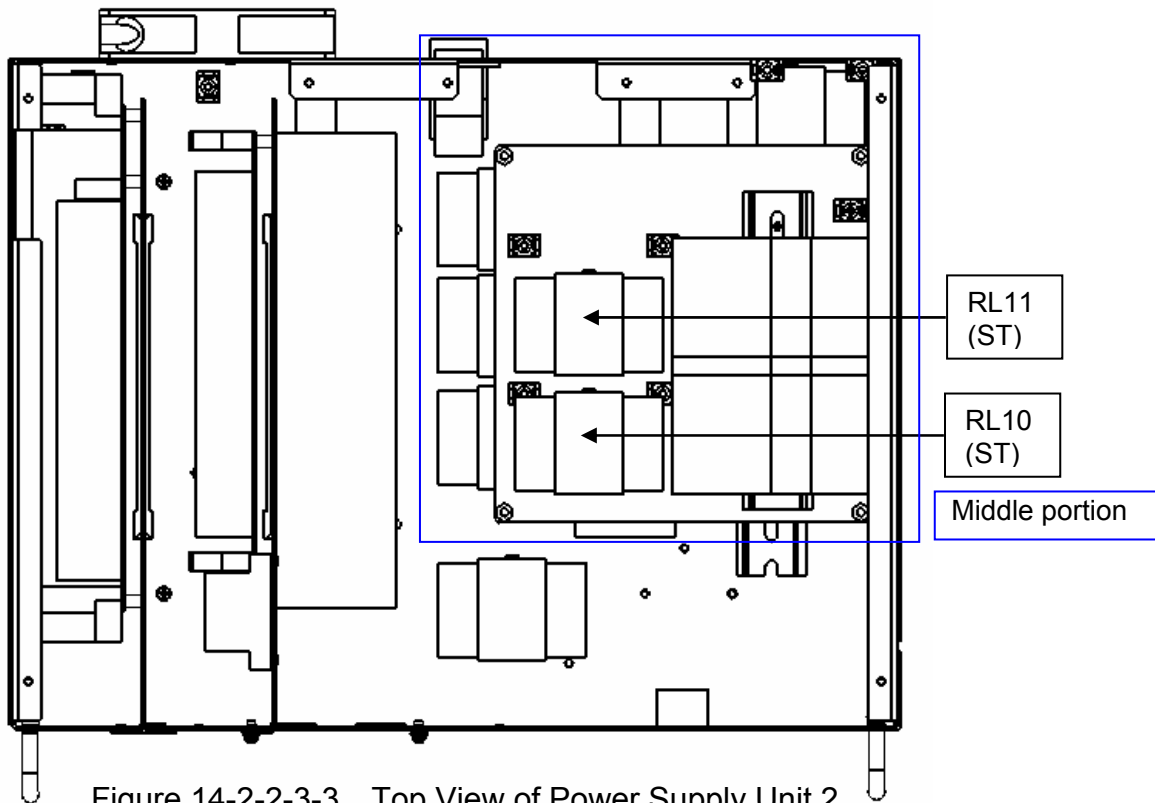 RL11
(ST)
RL10
(ST)
Middle portion
Figure 14-2-2-3-3 Top View of Power Supply Unit 2